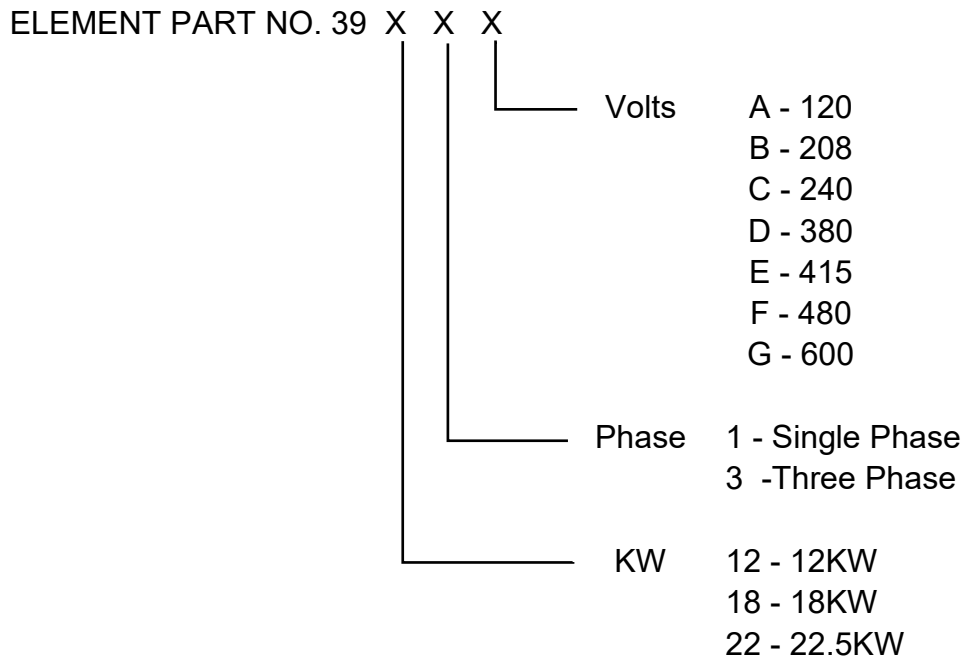 ELEMENT PART NO. 39 X X X
Volts A - 120
B - 208
C - 240
D - 380
E - 415
F - 480
G - 600
Phase 1 - Single Phase
3 -Three Phase
KW 12 - 12KW
18 - 18KW
22 - 22.5KW